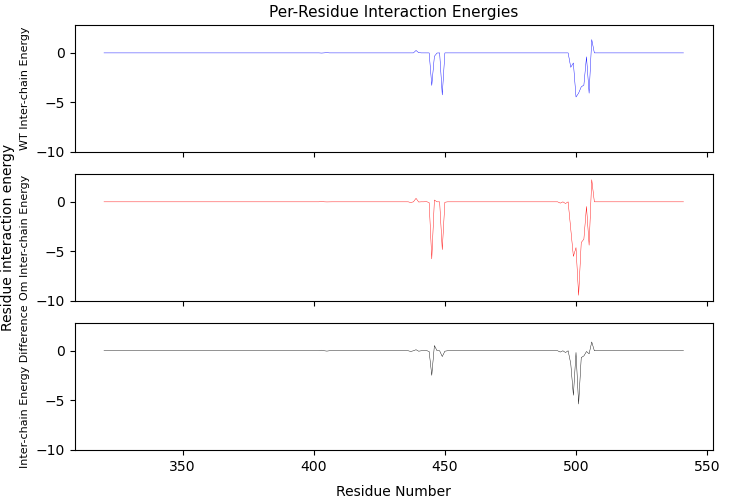 Per-Residue Interaction Energies
Residue interaction energy
WT Inter-chain Energy
0
−5
−10
Om Inter-chain Energy
0
−5
−10
Inter-chain Energy Difference
0
−5
−10
350
400
450
500
550
Residue Number